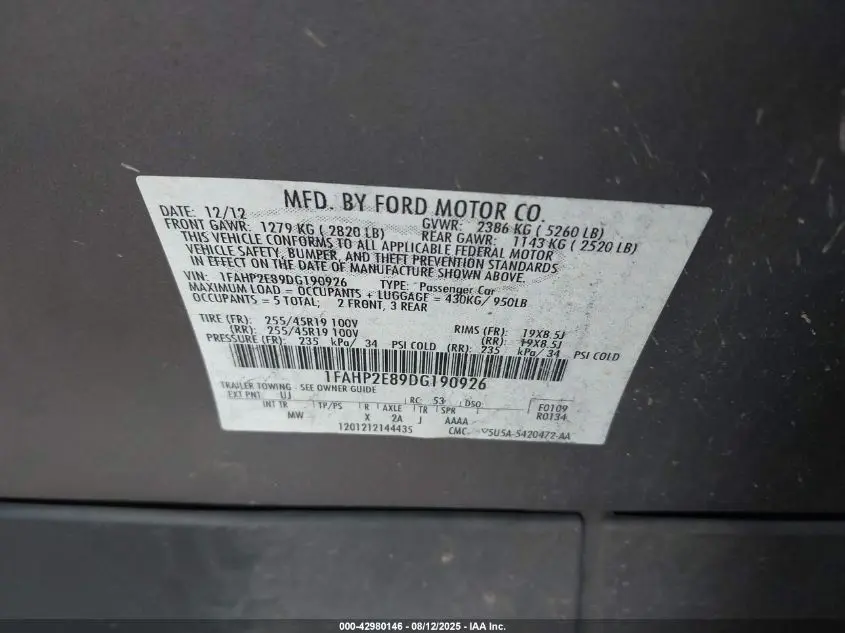 MFD. BY FORD MOTOR CO.
DATE: 12/12 GVWR: 2386 KG ( 5260 LB)
FRONT GAWR: 1279 KG ( 2820 LB) REAR GAWR: 1143 KG ( 2520 LB)
THIS VEHICLE CONFORMS TO ALL APPLICABLE FEDERAL MOTOR
VEHICLE SAFETY, BUMPER, AND THEFT PREVENTION STANDARDS
IN EFFECT ON THE DATE OF MANUFACTURE SHOWN ABOVE.
VIN: 1FAHP2E89DG190926 TYPE: Passenger Car
MAXIMUM LOAD = OCCUPANTS + LUGGAGE = 430KG/ 950LB
OCCUPANTS = 5 TOTAL; 2 FRONT, 3 REAR
TIRE (FR): 255/45R19 100V RIMS (FR): 19X8.5J
(RR): 255/45R19 100V (RR): 19X8.5J
PRESSURE (FR): 235 kPa/ 34 PSI COLD (RR): 235 kPa/ 34 PSI COLD
1FAHP2E89DG190926
TRAILER TOWING - SEE OWNER GUIDE
EXT PNT: UJ RC: 53 DSO: F0109
INT TR TP/PS R AXLE TR SPR R0134
MW X 2A J AAAA
1201212144435 CMC. 5U5A-5420472-AA
000-42980146 - 08/12/2025 - IAA Inc.